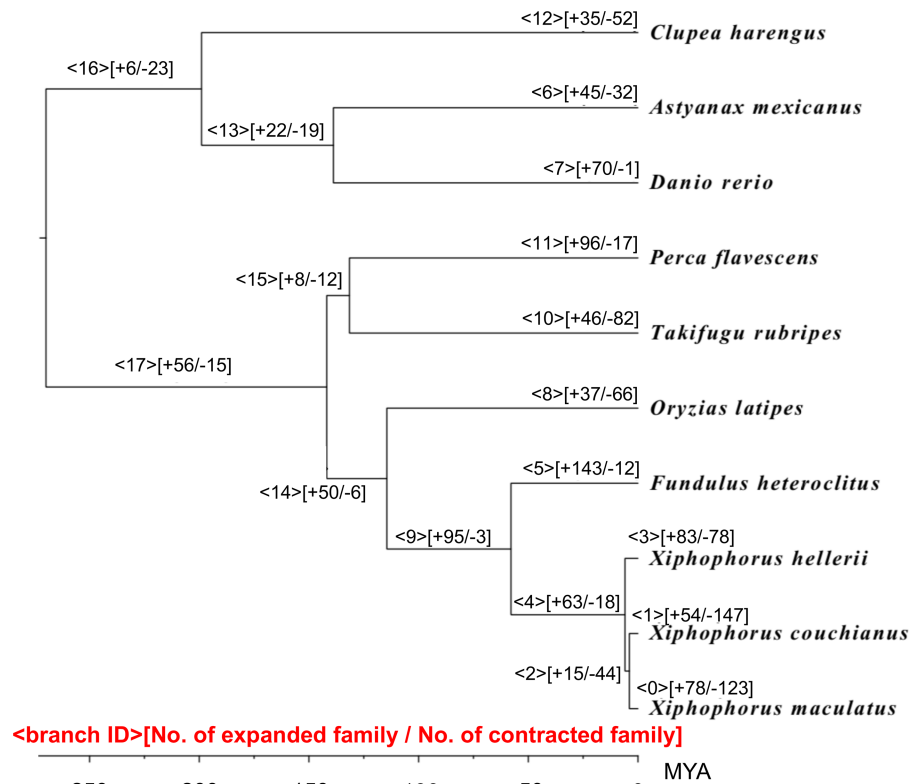 <12>[+35/-52]
Clupea harengus
<16>[+6/-23]
<6>[+45/-32]
Astyanax mexicanus
<13>[+22/-19]
<7>[+70/-1]
Danio rerio
<11>[+96/-17]
Perca flavescens
<15>[+8/-12]
<10>[+46/-82]
Takifugu rubripes
<17>[+56/-15]
<8>[+37/-66]
Oryzias latipes
<5>[+143/-12]
Fundulus heteroclitus
<14>[+50/-6]
<9>[+95/-3]
<3>[+83/-78]
Xiphophorus hellerii
<4>[+63/-18]
<1>[+54/-147]
Xiphophorus couchianus
<2>[+15/-44]
<0>[+78/-123]
Xiphophorus maculatus
<branch ID>[No. of expanded family / No. of contracted family]
MYA